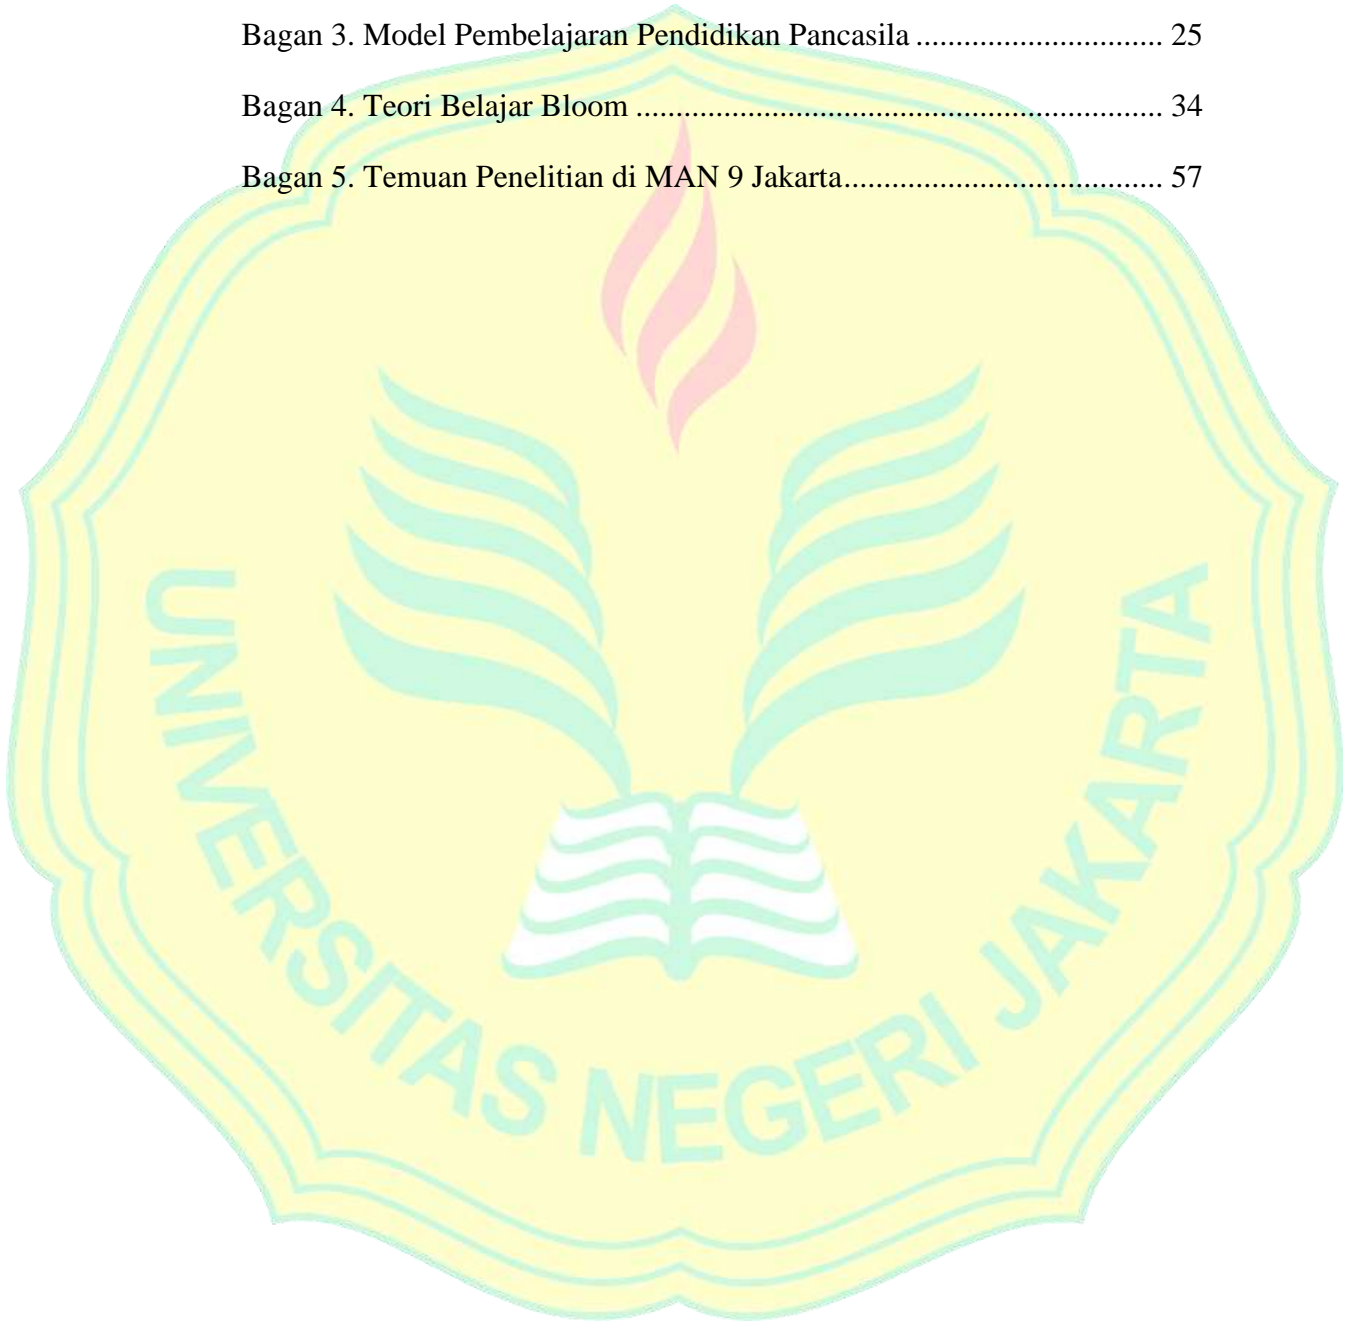 Bagan 3. Model Pembelajaran Pendidikan Pancasila ............................... 25
Bagan 4. Teori Belajar Bloom .................................................................. 34
Bagan 5. Temuan Penelitian di MAN 9 Jakarta........................................ 57
UNIVERSITAS NEGERI JAKARTA